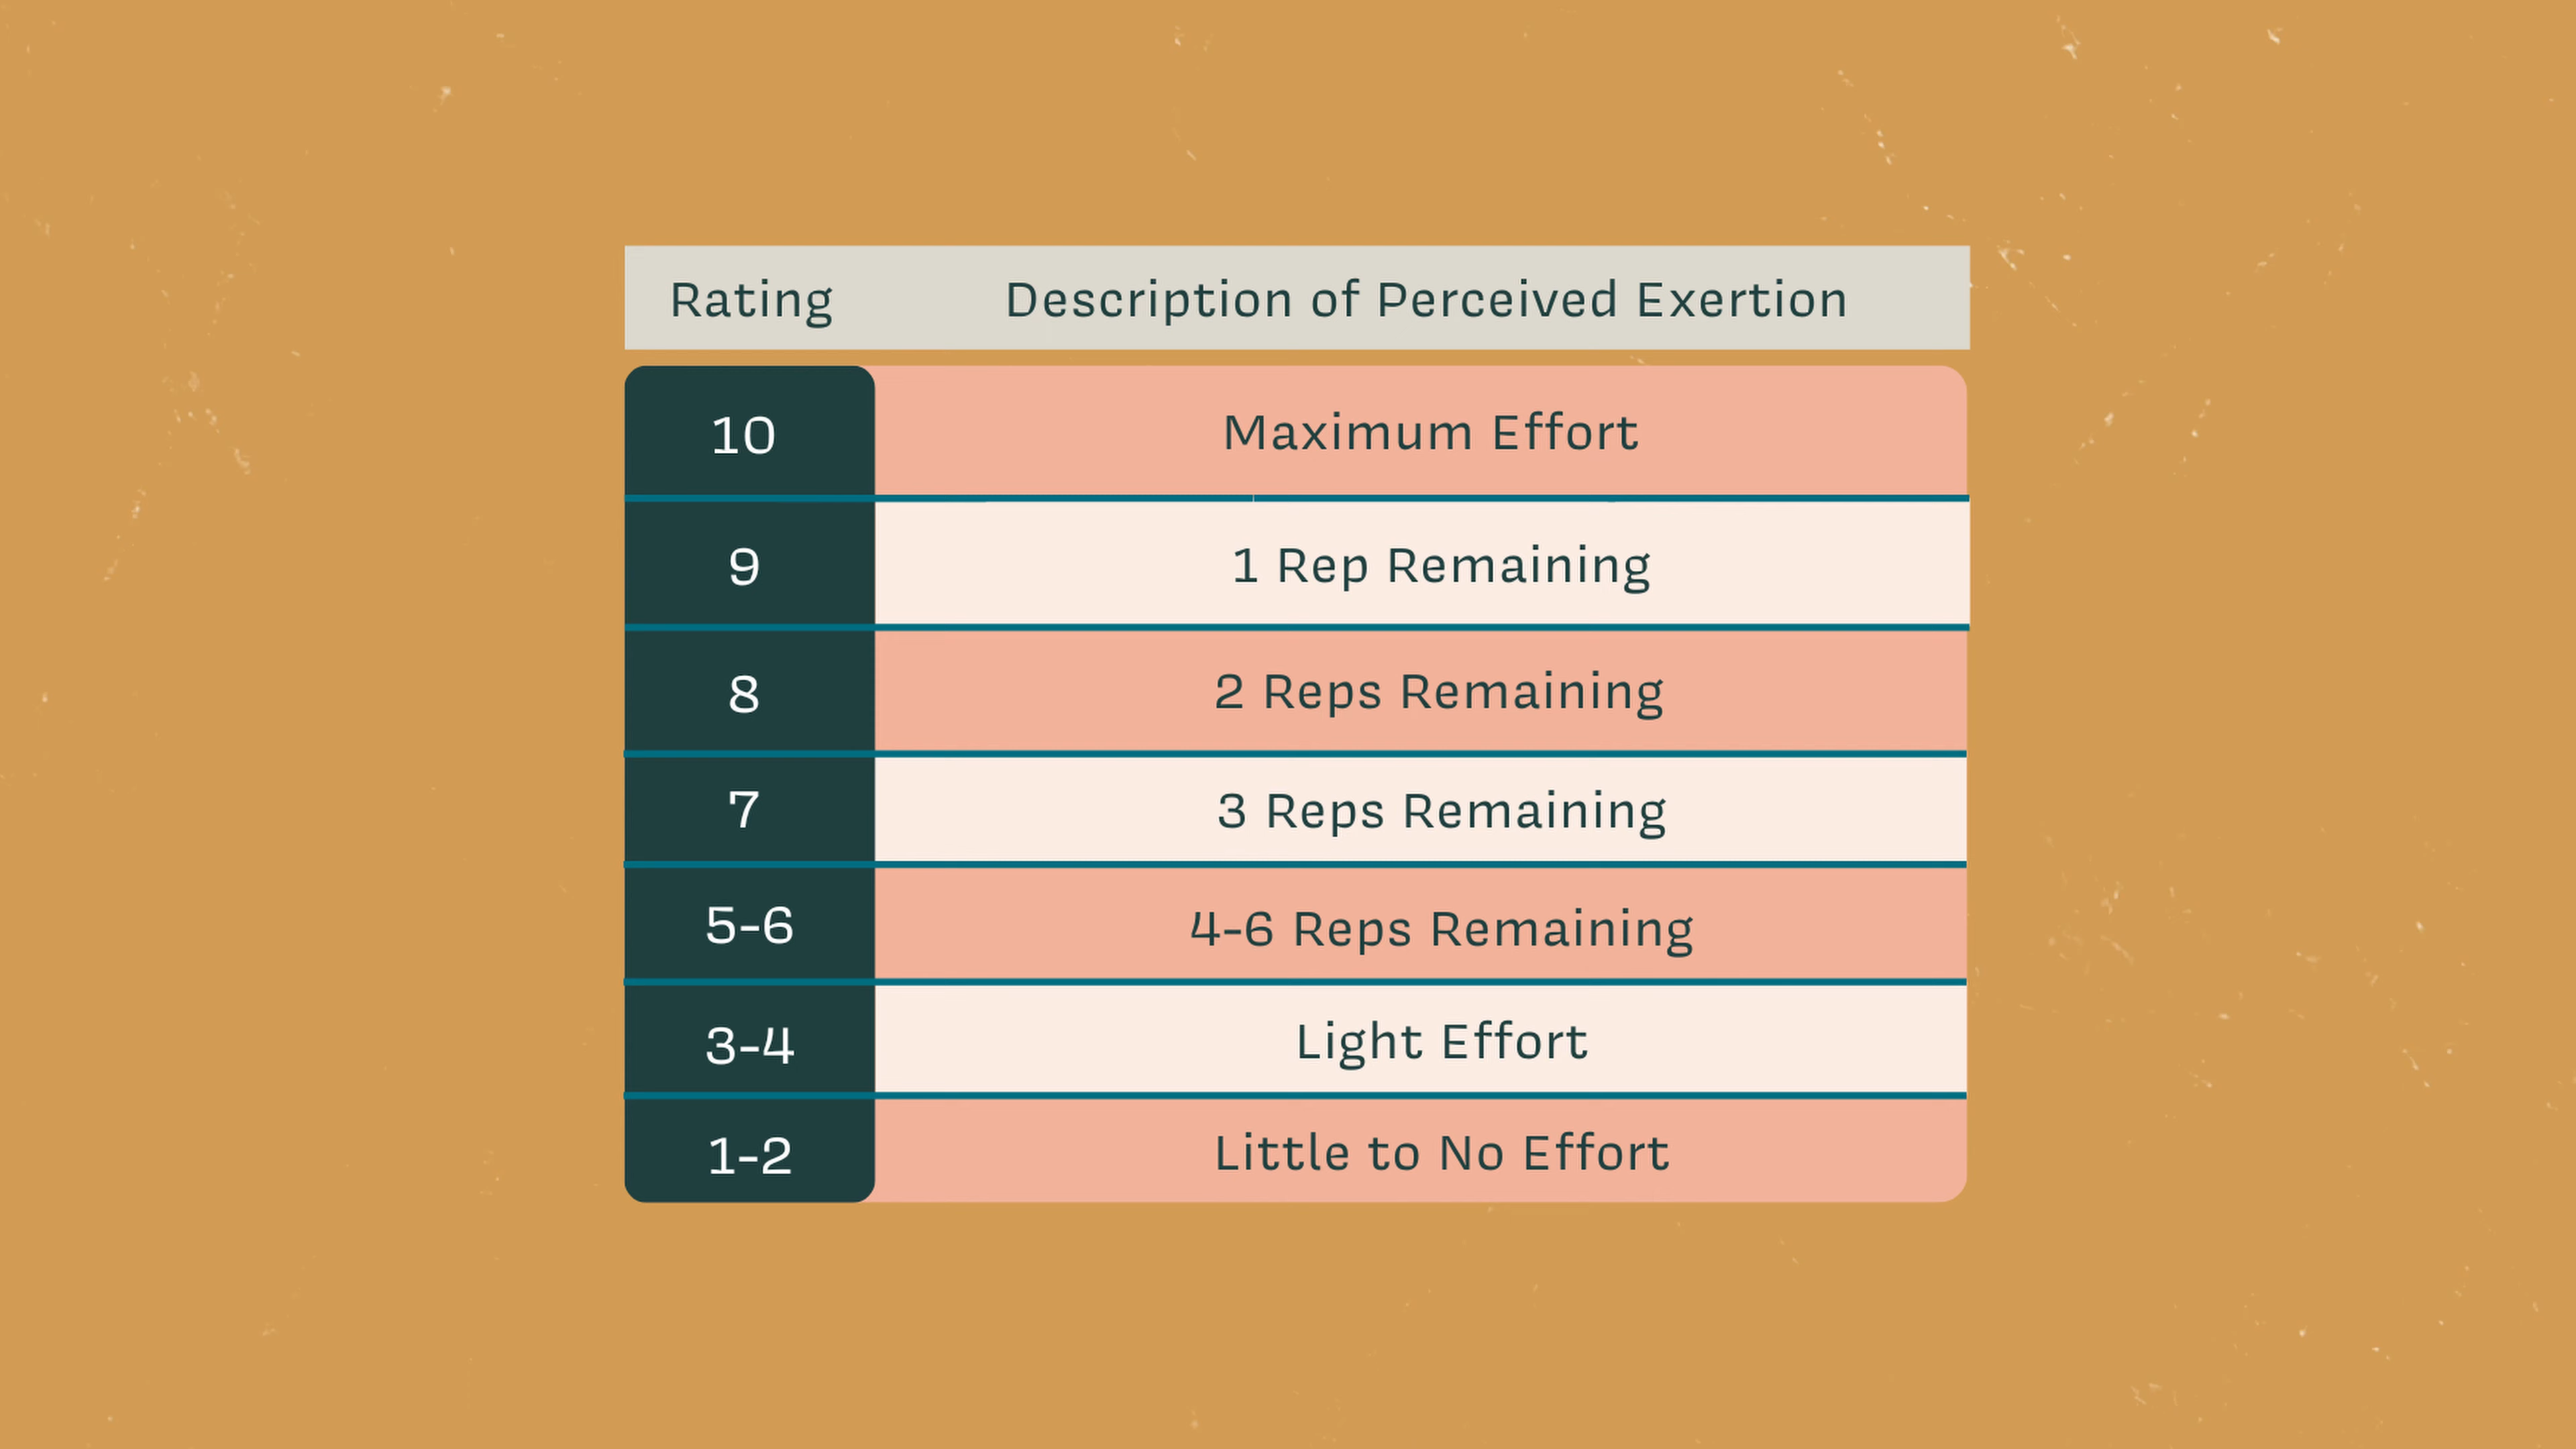 Rating Description of Perceived Exertion
10 Maximum Effort
9 1 Rep Remaining
8 2 Reps Remaining
7 3 Reps Remaining
5-6 4-6 Reps Remaining
3-4 Light Effort
1-2 Little to No Effort